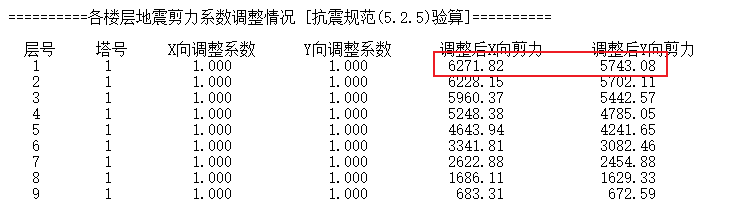 ==========各楼层地震剪力系数调整情况 [抗震规范(5.2.5)验算]==========
层号 塔号 X向调整系数 Y向调整系数 调整后X向剪力 调整后Y向剪力
1 1 1.000 1.000 6271.82 5743.08
2 1 1.000 1.000 6228.15 5702.11
3 1 1.000 1.000 5960.37 5442.57
4 1 1.000 1.000 5248.38 4785.05
5 1 1.000 1.000 4643.94 4241.65
6 1 1.000 1.000 3341.81 3082.46
7 1 1.000 1.000 2622.88 2454.88
8 1 1.000 1.000 1686.11 1629.33
9 1 1.000 1.000 683.31 672.59